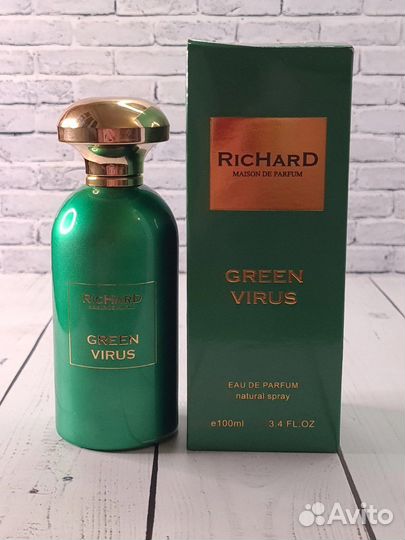 RICHARD
MAISON DE PARFUM
GREEN
VIRUS
EAU DE PARFUM
natural spray
e100ml 3.4 FL.OZ
RICHARD
GREEN
VIRUS
Avito